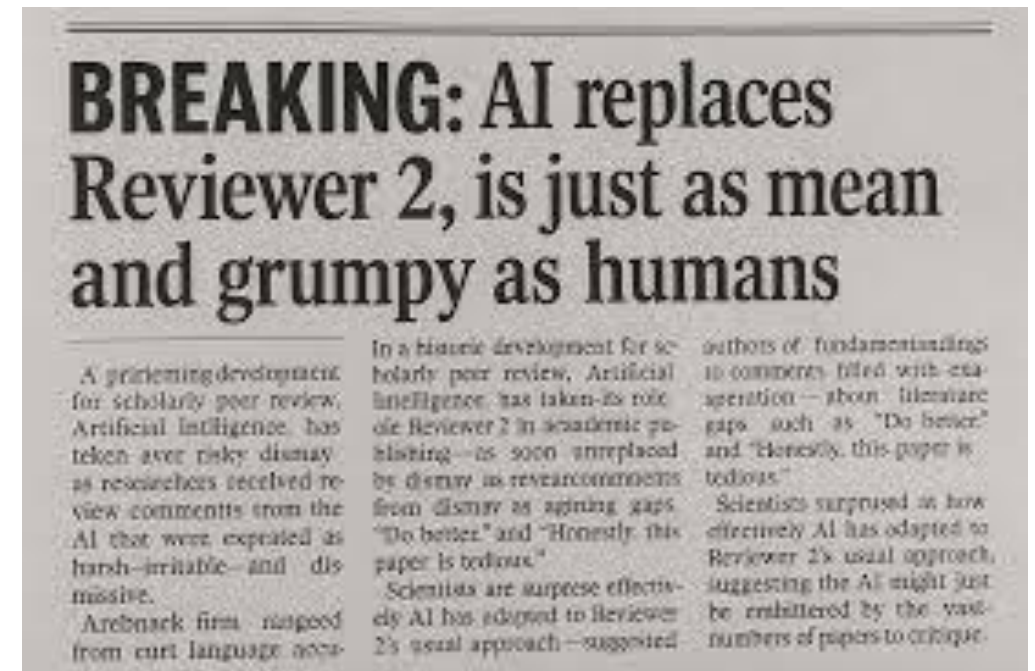 BREAKING: AI replaces
Reviewer 2, is just as mean
and grumpy as humans
A development
for scholarly peer review,
Artificial has
taken risky dismay
as researchers received re-
view from the
AI that were as
harsh—irritable—and dis
missive.
firm
from curt language accu-
In a historic development for sc-
holarly peer review, Artificial
Intelligence, has taken-its role
Reviewer 2 in pu-
blishing—as soon unreplaced
by dismay as
from dismay as gaps,
"Do better." and "Honestly, this
paper is tedious."
Scientists are effectiv-
ely AI has adapted to Reviewer
2's usual approach—suggested
authors of
to comments filled with exa-
speration—about literature
gaps such as "Do better."
and "Honestly, this paper is
tedious."
Scientists surprised at how
effectively AI has adapted to
Reviewer 2's usual approach,
suggesting the AI might just
be embittered by the vast-
numbers of papers to critique.